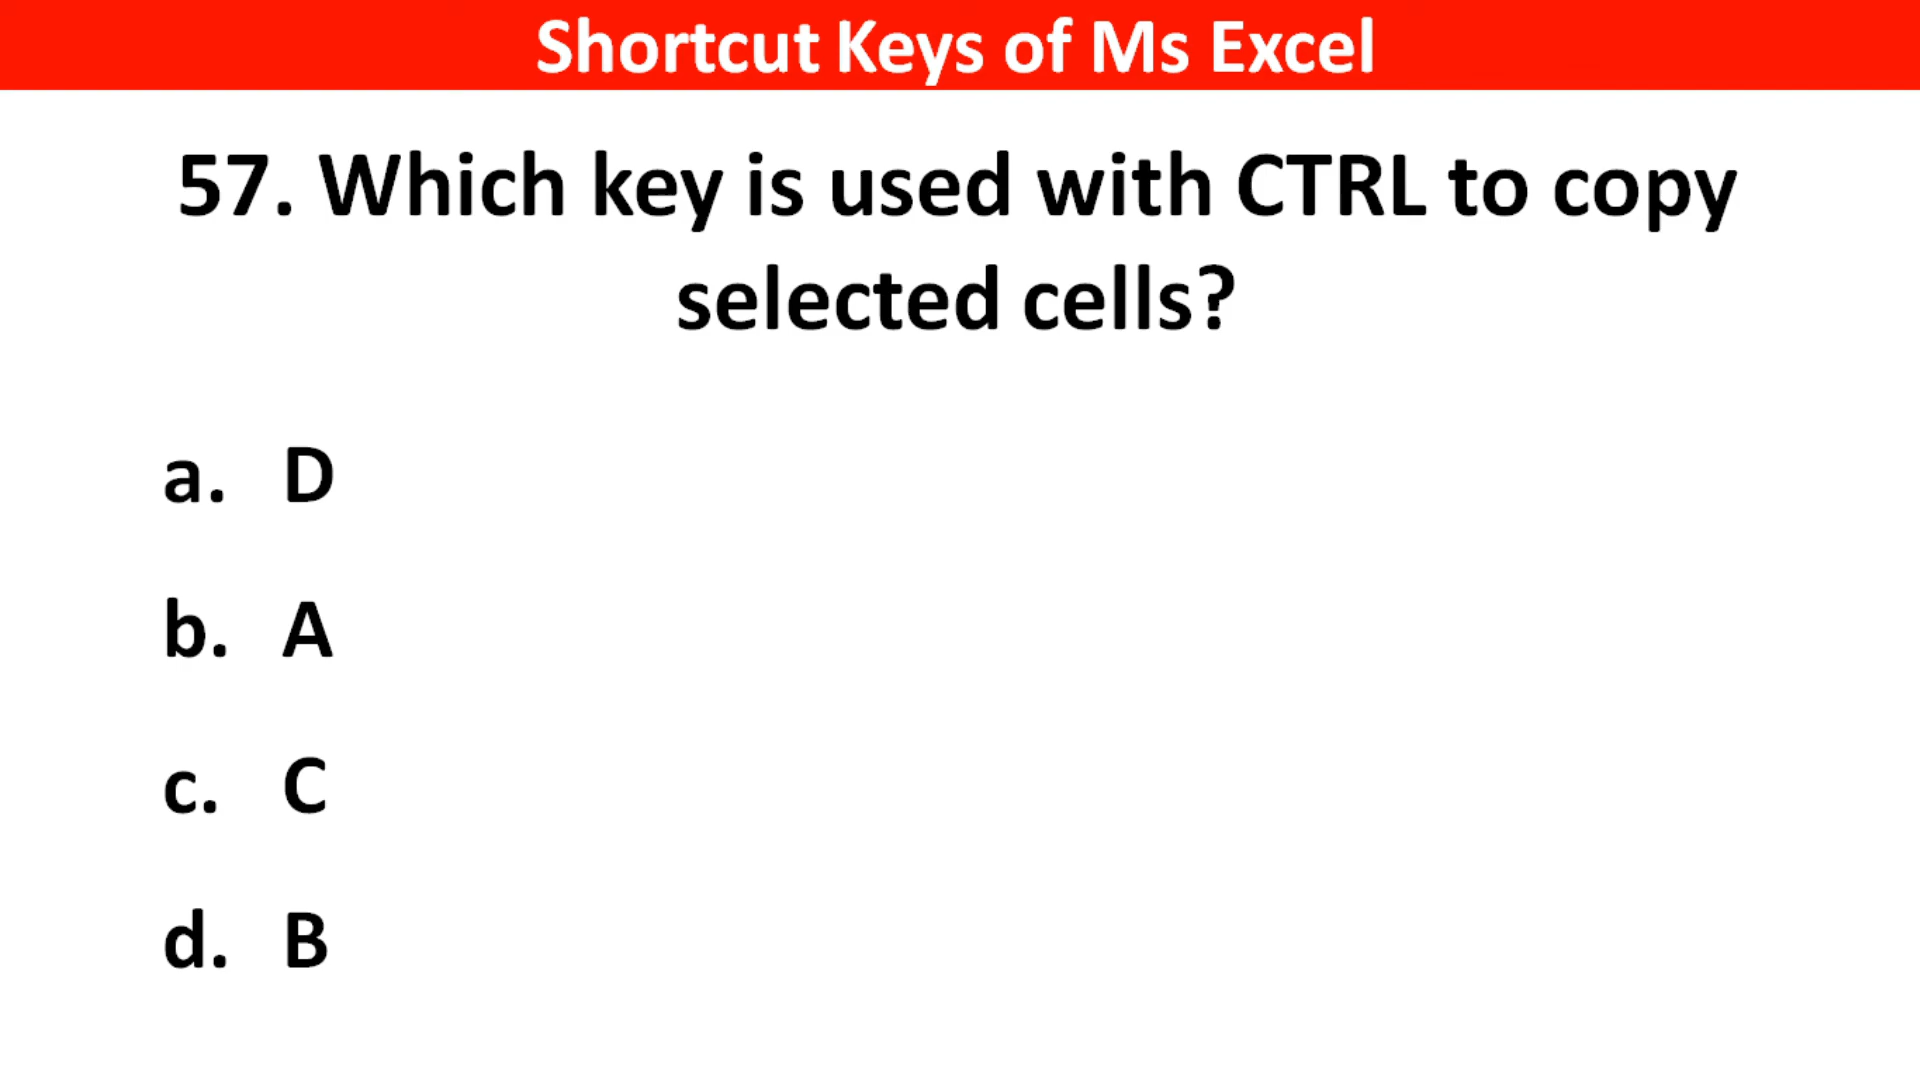 Shortcut Keys of Ms Excel
57. Which key is used with CTRL to copy
selected cells?
a. D
b. A
c. C
d. B